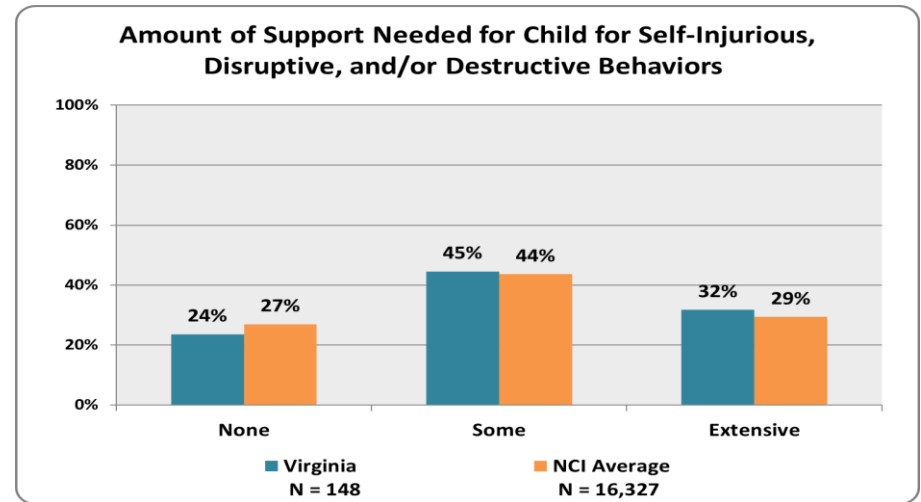 Amount of Support Needed for Child for Self-Injurious,
Disruptive, and/or Destructive Behaviors
100%
80%
60%
40%
20%
0%
24%
27%
45%
44%
32%
29%
None
Some
Extensive
Virginia
N = 148
NCI Average
N = 16,327